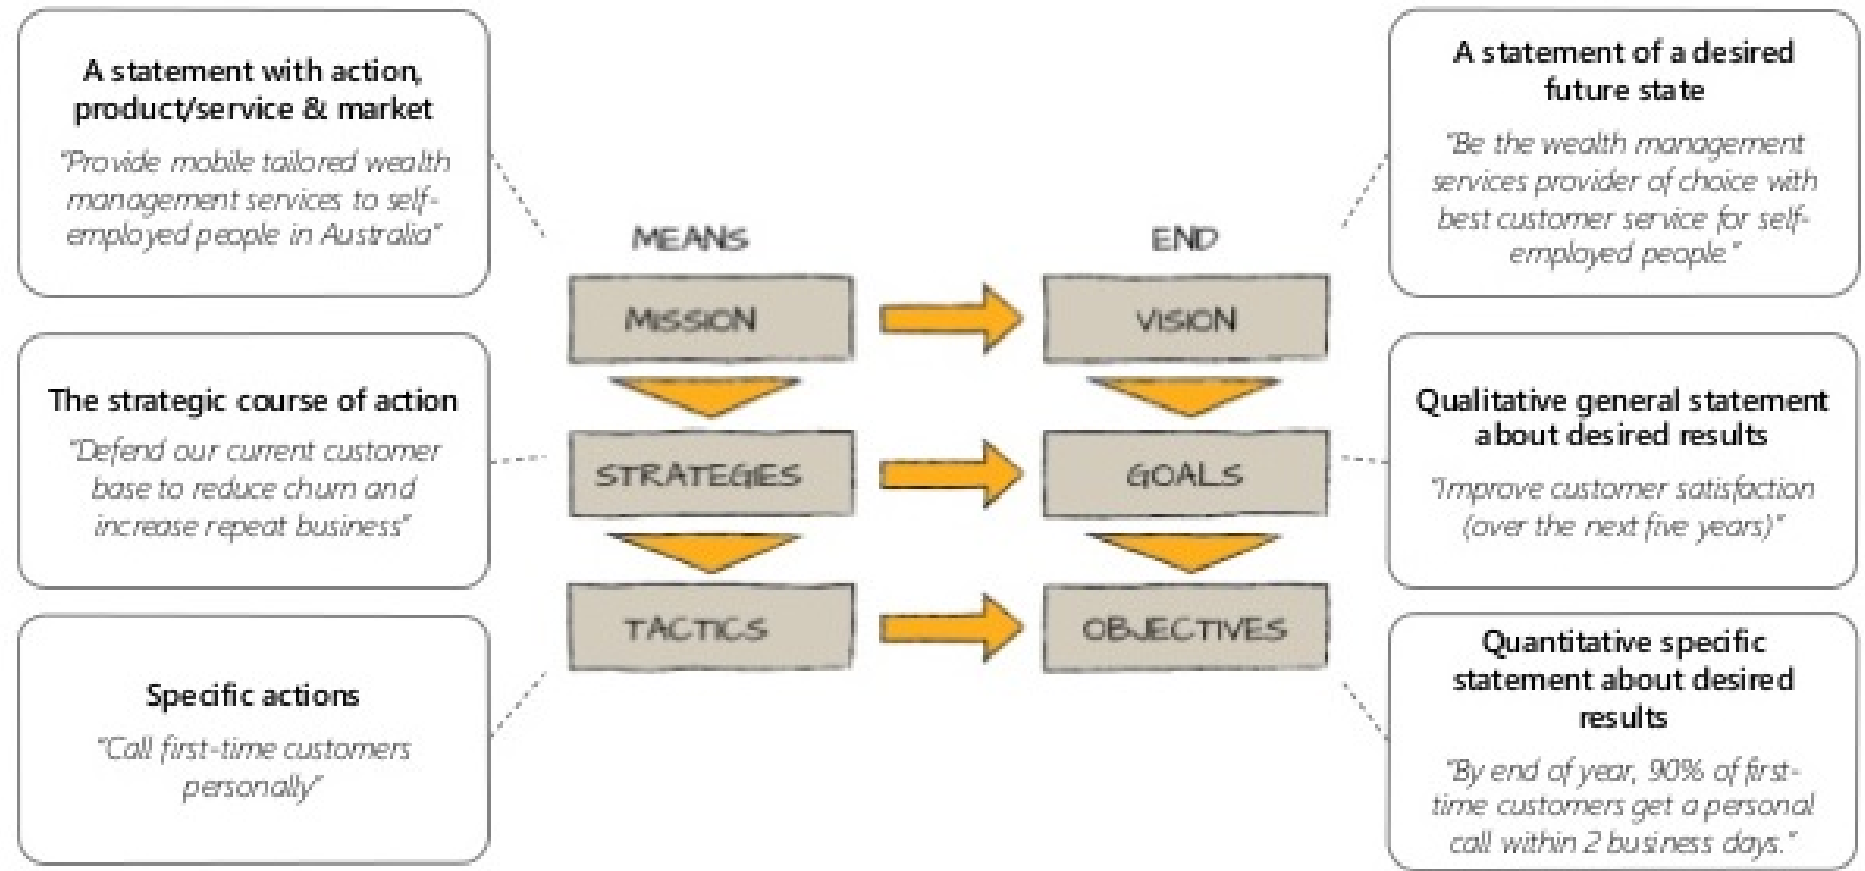 A statement with action,
product/service & market
"Provide mobile tailored wealth
management services to self-
employed people in Australia"
The strategic course of action
"Defend our current customer
base to reduce churn and
increase repeat business"
Specific actions
"Call first-time customers
personally"
MEANS
END
MISSION
VISION
STRATEGIES
GOALS
TACTICS
OBJECTIVES
A statement of a desired
future state
"Be the wealth management
services provider of choice with
best customer service for self-
employed people"
Qualitative general statement
about desired results
"Improve customer satisfaction
(over the next five years)"
Quantitative specific
statement about desired
results
"By end of year, 90% of first-
time customers get a personal
call within 2 business days."